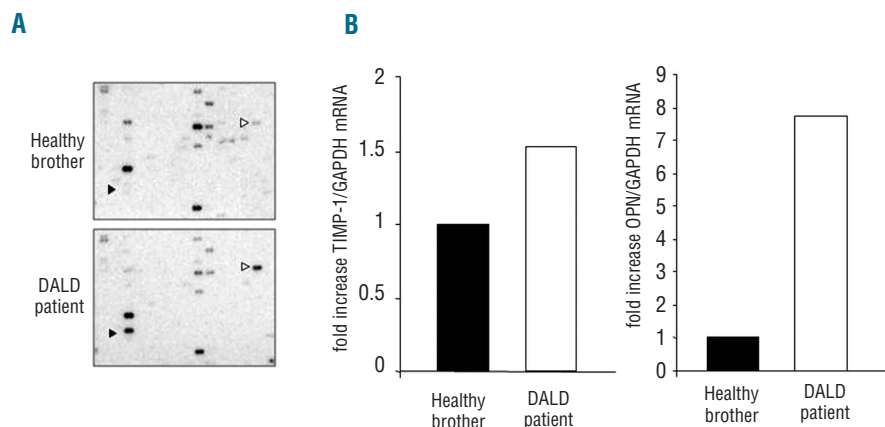 A
Healthy
brother
DALD
patient
B
fold increase TIMP-1/GAPDH mRNA
2
1.5
1
0.5
0
Healthy
brother
DALD
patient
fold increase OPN/GAPDH mRNA
9
8
7
6
5
4
3
2
1
0
Healthy
brother
DALD
patient